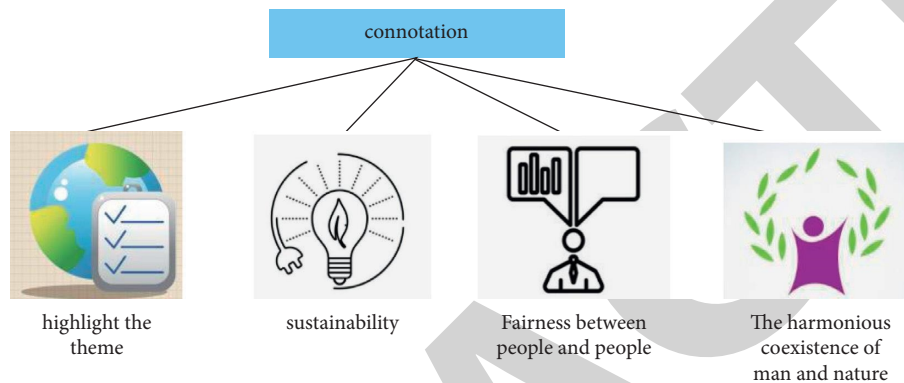 connotation
highlight the
theme
sustainability
Fairness between
people and people
The harmonious
coexistence of
man and nature